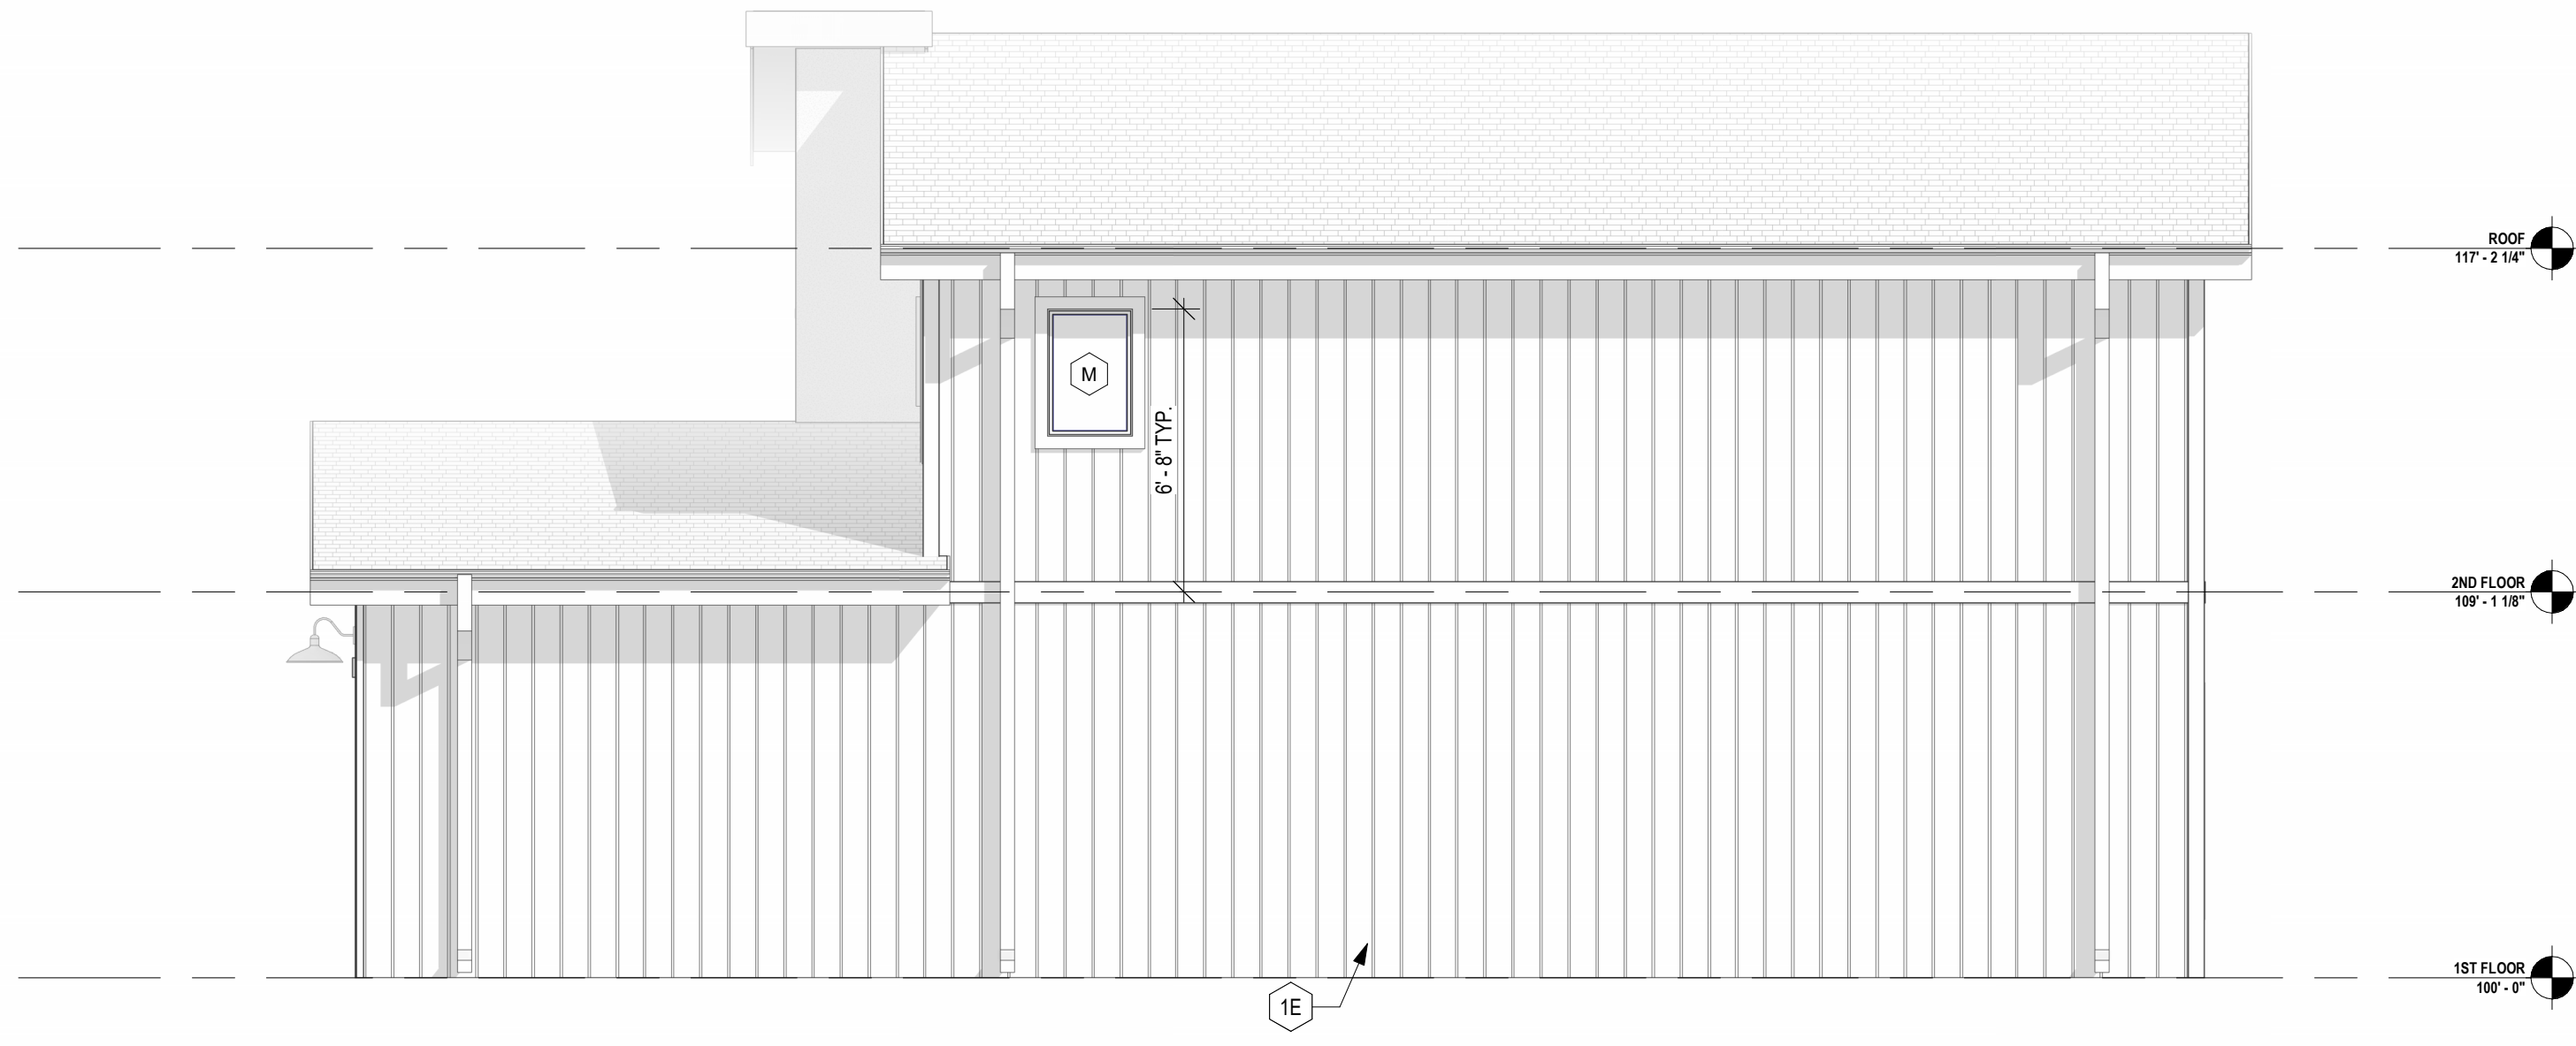 ROOF
117' - 2 1/4"
M
6' - 8" TYP.
2ND FLOOR
109' - 1 1/8"
1ST FLOOR
100' - 0"
1E